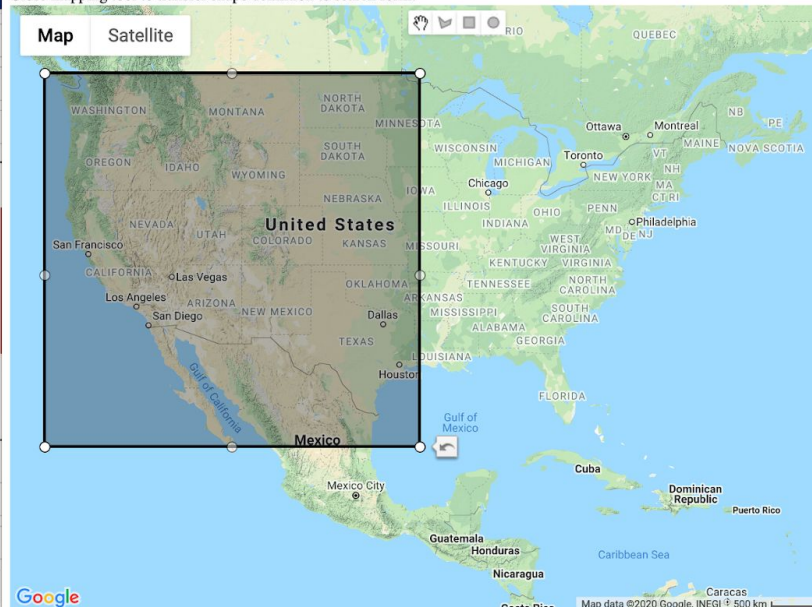 Map
Satellite
RIO
QUEBEC
WASHINGTON
MONTANA
NORTH
DAKOTA
MINNESOTA
Ottawa
Montreal
NB
PE
MAINE
NOVA SCOTIA
OREGON
IDAHO
SOUTH
DAKOTA
WISCONSIN
MICHIGAN
Toronto
VT
NH
WYOMING
NEW YORK
MA
CT RI
NEBRASKA
IOWA
Chicago
ILLINOIS
INDIANA
OHIO
PENN
Philadelphia
MD
DE
NJ
NEVADA
UTAH
United States
COLORADO
KANSAS
MISSOURI
WEST
VIRGINIA
KENTUCKY
VIRGINIA
San Francisco
CALIFORNIA
Las Vegas
OKLAHOMA
TENNESSEE
NORTH
CAROLINA
Los Angeles
ARIZONA
NEW MEXICO
ARKANSAS
MISSISSIPPI
SOUTH
CAROLINA
San Diego
Dallas
ALABAMA
GEORGIA
TEXAS
LOUISIANA
Houston
Gulf of California
FLORIDA
Gulf of
Mexico
Mexico
Cuba
Mexico City
Dominican
Republic
Puerto Rico
Guatemala
Honduras
Caribbean Sea
Nicaragua
Caracas
Google
Map data ©2020 Google, INEGI
500 km
Costa Rica